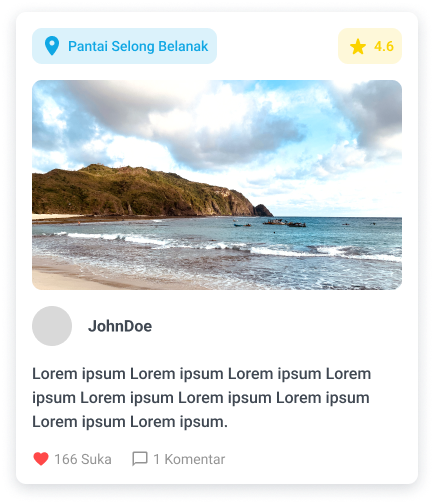 Pantai Selong Belanak
4.6
JohnDoe
Lorem ipsum Lorem ipsum Lorem ipsum Lorem
ipsum Lorem ipsum Lorem ipsum Lorem ipsum
Lorem ipsum Lorem ipsum.
166 Suka
1 Komentar